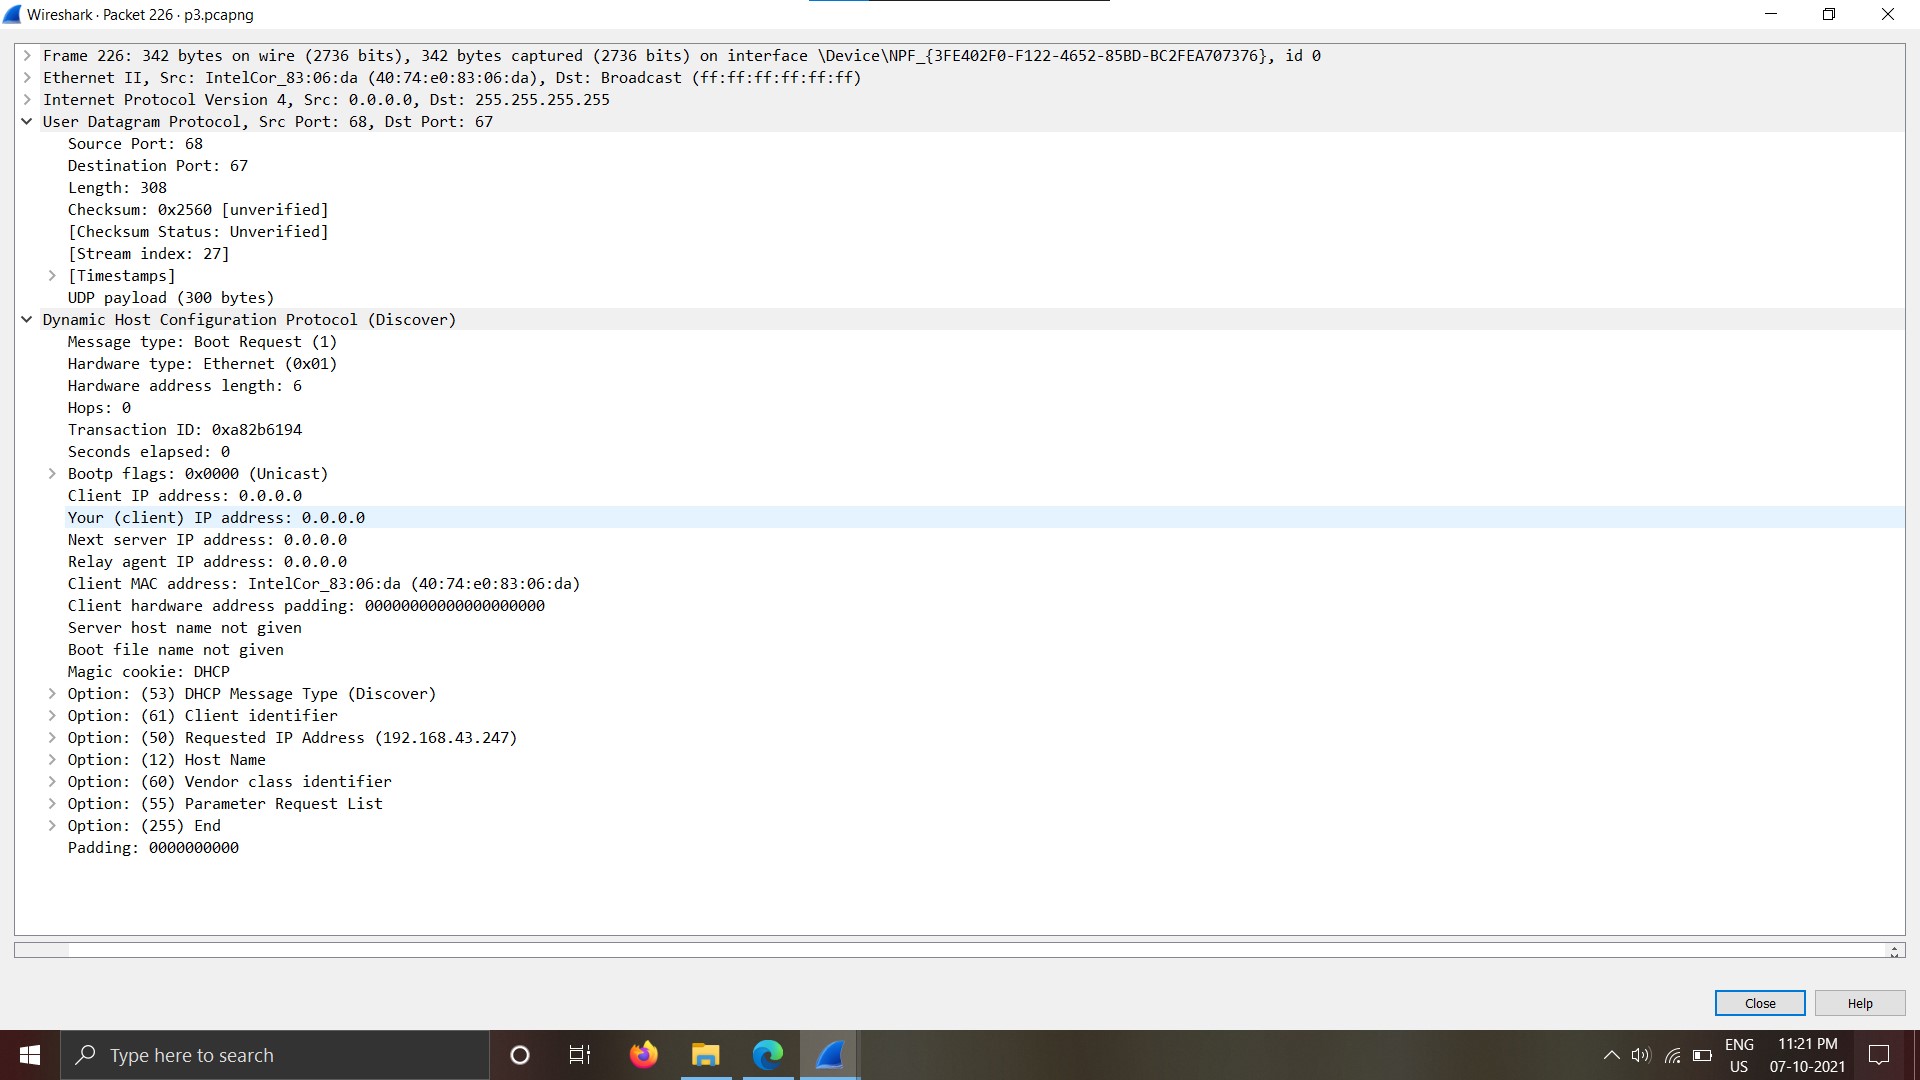 Wireshark · Packet 226 · p3.pcapng
Frame 226: 342 bytes on wire (2736 bits), 342 bytes captured (2736 bits) on interface \Device\NPF_{3FE402F0-F122-4652-85BD-BC2FEA707376}, id 0
Ethernet II, Src: IntelCor_83:06:da (40:74:e0:83:06:da), Dst: Broadcast (ff:ff:ff:ff:ff:ff)
Internet Protocol Version 4, Src: 0.0.0.0, Dst: 255.255.255.255
User Datagram Protocol, Src Port: 68, Dst Port: 67
Source Port: 68
Destination Port: 67
Length: 308
Checksum: 0x2560 [unverified]
[Checksum Status: Unverified]
[Stream index: 27]
[Timestamps]
UDP payload (300 bytes)
Dynamic Host Configuration Protocol (Discover)
Message type: Boot Request (1)
Hardware type: Ethernet (0x01)
Hardware address length: 6
Hops: 0
Transaction ID: 0xa82b6194
Seconds elapsed: 0
Bootp flags: 0x0000 (Unicast)
Client IP address: 0.0.0.0
Your (client) IP address: 0.0.0.0
Next server IP address: 0.0.0.0
Relay agent IP address: 0.0.0.0
Client MAC address: IntelCor_83:06:da (40:74:e0:83:06:da)
Client hardware address padding: 00000000000000000000
Server host name not given
Boot file name not given
Magic cookie: DHCP
Option: (53) DHCP Message Type (Discover)
Option: (61) Client identifier
Option: (50) Requested IP Address (192.168.43.247)
Option: (12) Host Name
Option: (60) Vendor class identifier
Option: (55) Parameter Request List
Option: (255) End
Padding: 0000000000
Close
Help
Type here to search
ENG
US
11:21 PM
07-10-2021